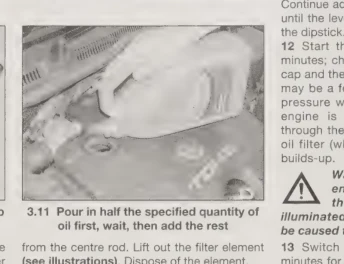 3.11 Pour in half the specified quantity of
oil first, wait, then add the rest
from the centre rod. Lift out the filter element
(see illustrations). Dispose of the element.
Continue ad
until the lev
the dipstick.
12 Start th
minutes; ch
cap and the
may be a fe
pressure w
engine is
through the
oil filter (w
builds-up.
W
en
th
illuminated
be caused t
13 Switch
minutes for